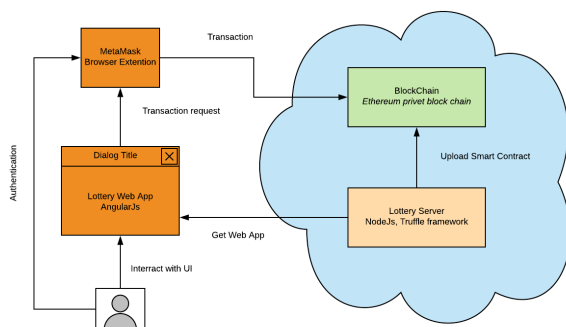 Transaction
MetaMask
Browser Extention
BlockChain
Ethereum privet block chain
Transaction request
Dialog Title
Upload Smart Contract
Authentication
Lottery Web App
AngularJs
Lottery Server
NodeJs, Truffle framework
Get Web App
Interract with UI